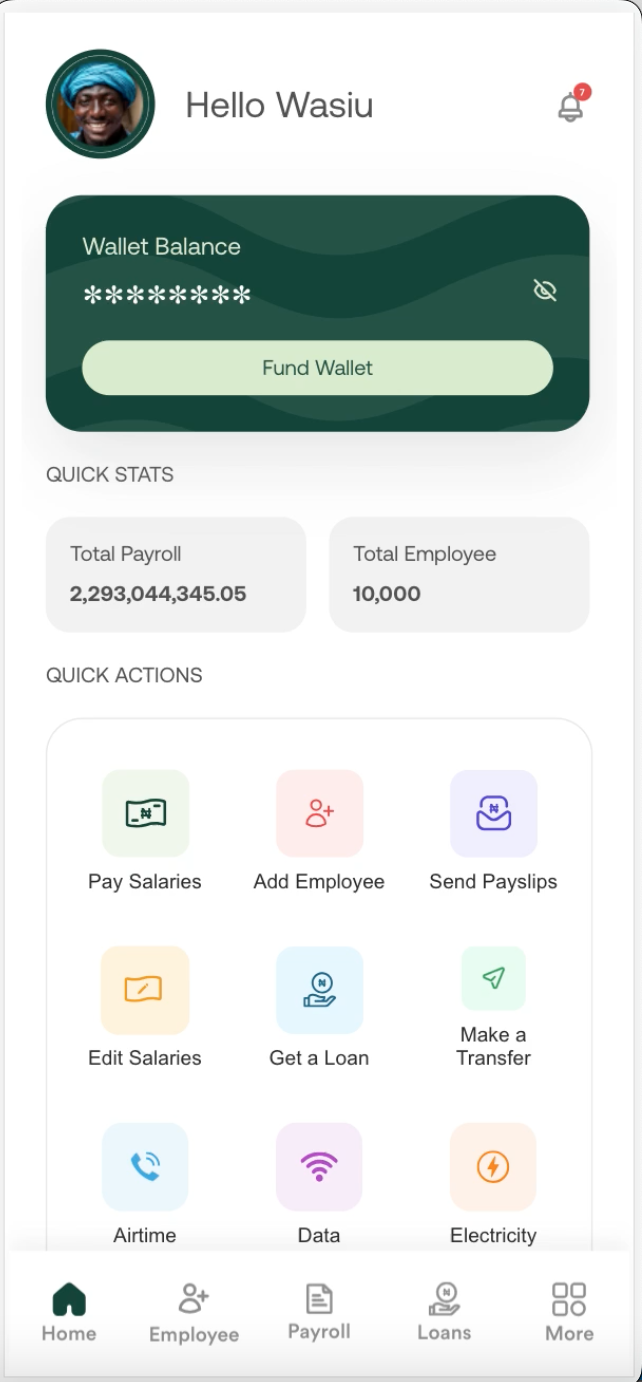 Hello Wasiu
7
Wallet Balance
********
Fund Wallet
QUICK STATS
Total Payroll
2,293,044,345.05
Total Employee
10,000
QUICK ACTIONS
₦
Pay Salaries
Add Employee
₦
Send Payslips
Edit Salaries
N
Get a Loan
Make a
Transfer
Airtime
Data
Electricity
Home
Employee
Payroll
N
Loans
More